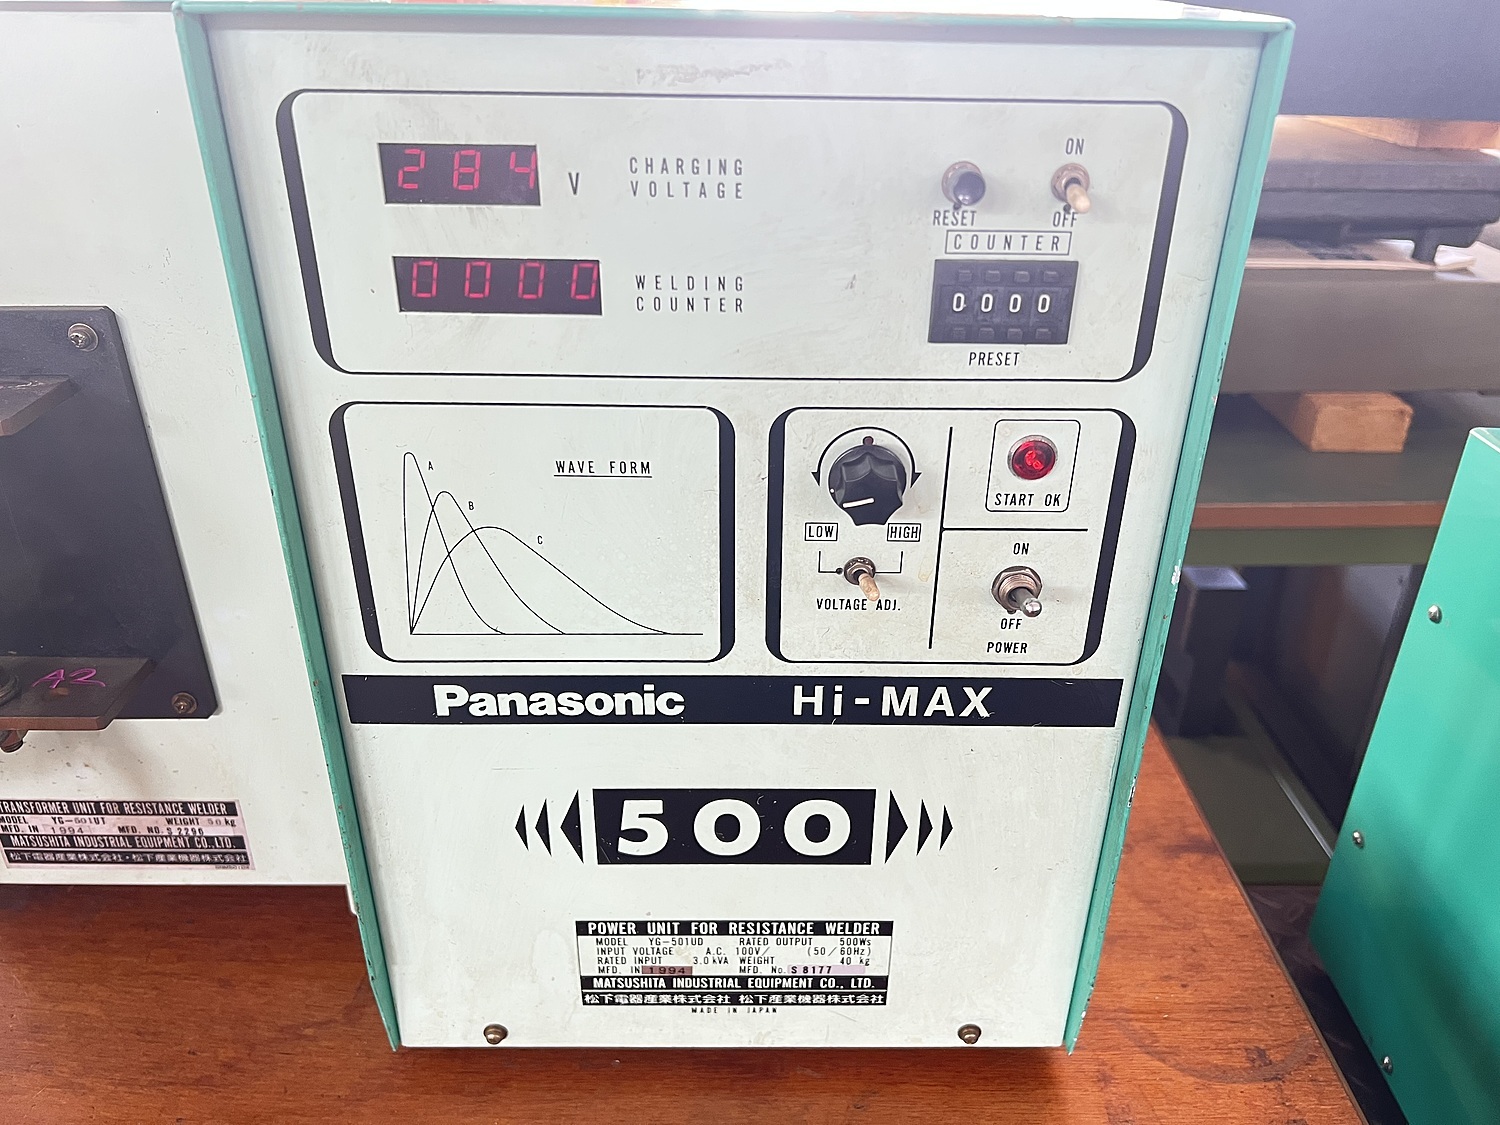 284 V
CHARGING
VOLTAGE
ON
RESET
OFF
COUNTER
0000
WELDING
COUNTER
0000
PRESET
WAVE FORM
A
B
C
LOW
HIGH
VOLTAGE ADJ.
START OK
ON
OFF
POWER
Panasonic Hi-MAX
500
A2
TRANSFORMER UNIT FOR RESISTANCE WELDER
MODEL YG-501UT WEIGHT 50 kg
MFD. IN 1994 MFD. NO. S 2296
MATSUSHITA INDUSTRIAL EQUIPMENT CO., LTD.
松下電器産業株式会社・松下産業機器株式会社
POWER UNIT FOR RESISTANCE WELDER
MODEL YG-501UD RATED OUTPUT 500Ws
INPUT VOLTAGE A.C. 100V/ (50/60Hz)
RATED INPUT 3.0kVA WEIGHT 40 kg
MFD. IN 1994 MFD. No. S 8177
MATSUSHITA INDUSTRIAL EQUIPMENT CO., LTD.
松下電器産業株式会社 松下産業機器株式会社
MADE IN JAPAN